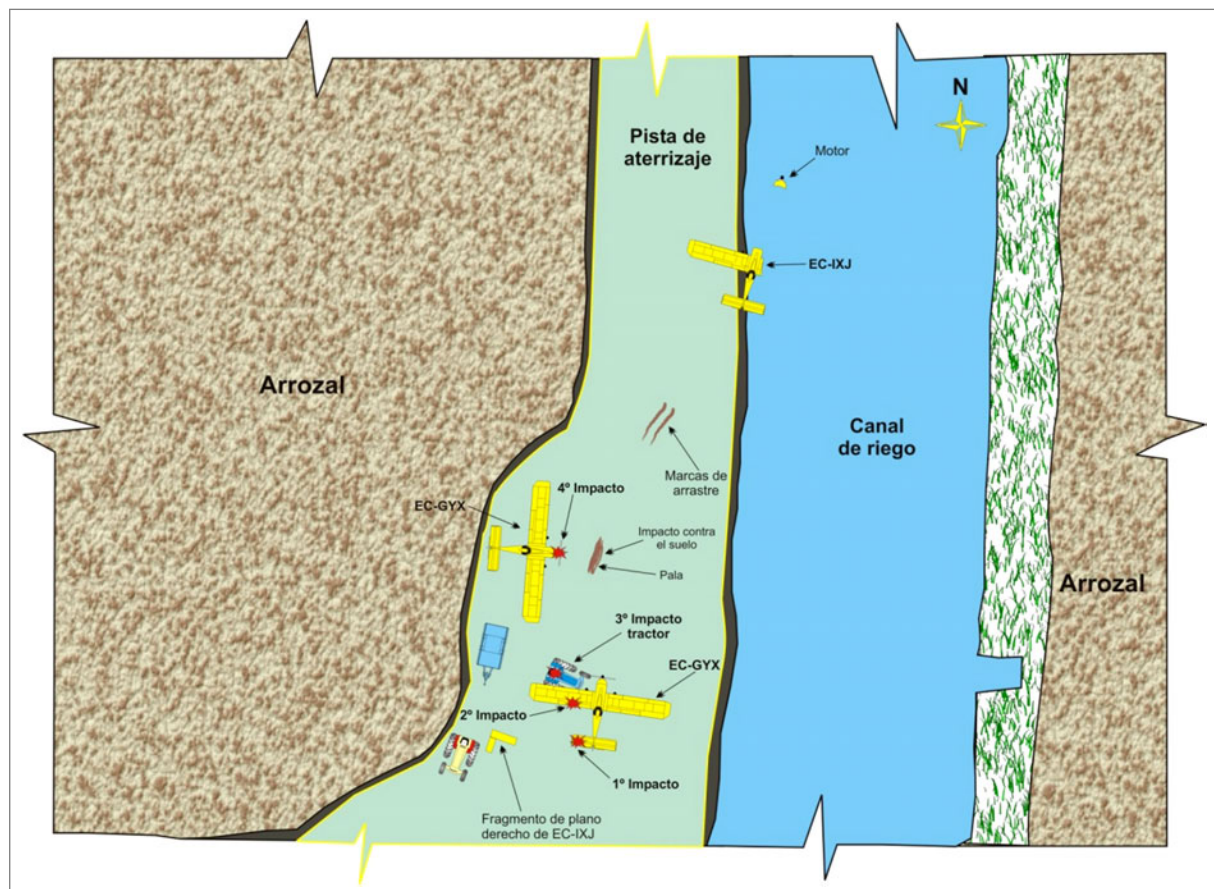 N
Pista de
aterrizaje
Motor
EC-IXJ
Arrozal
Canal
de riego
Marcas de
arrastre
4º Impacto
EC-GYX
Impacto contra
el suelo
Pala
Arrozal
3º Impacto
tractor
EC-GYX
2º Impacto
1º Impacto
Fragmento de plano
derecho de EC-IXJ